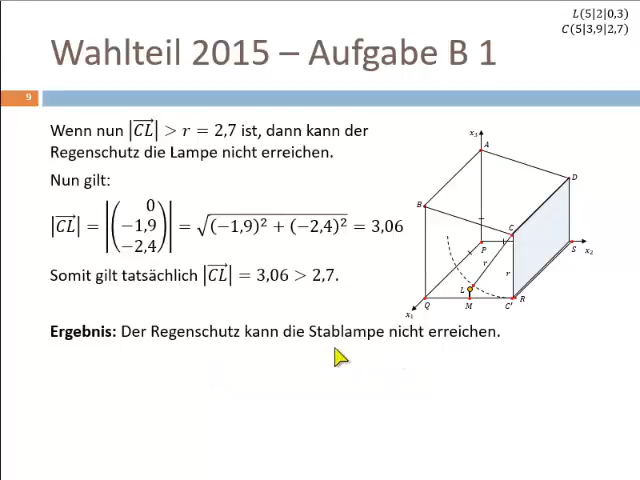 L(5|2|0,3)
C(5|3,9|2,7)
Wahlteil 2015 – Aufgabe B 1
9
Wenn nun |CL⃗| > r = 2,7 ist, dann kann der
Regenschutz die Lampe nicht erreichen.
Nun gilt:
|CL⃗| = |(0 −1,9 −2,4)| = √((−1,9)² + (−2,4)²) = 3,06
Somit gilt tatsächlich |CL⃗| = 3,06 > 2,7.
Ergebnis: Der Regenschutz kann die Stablampe nicht erreichen.
x₃
A
D
B
C
P
S
x₂
r
r
L
Q
M
C'
R
x₁